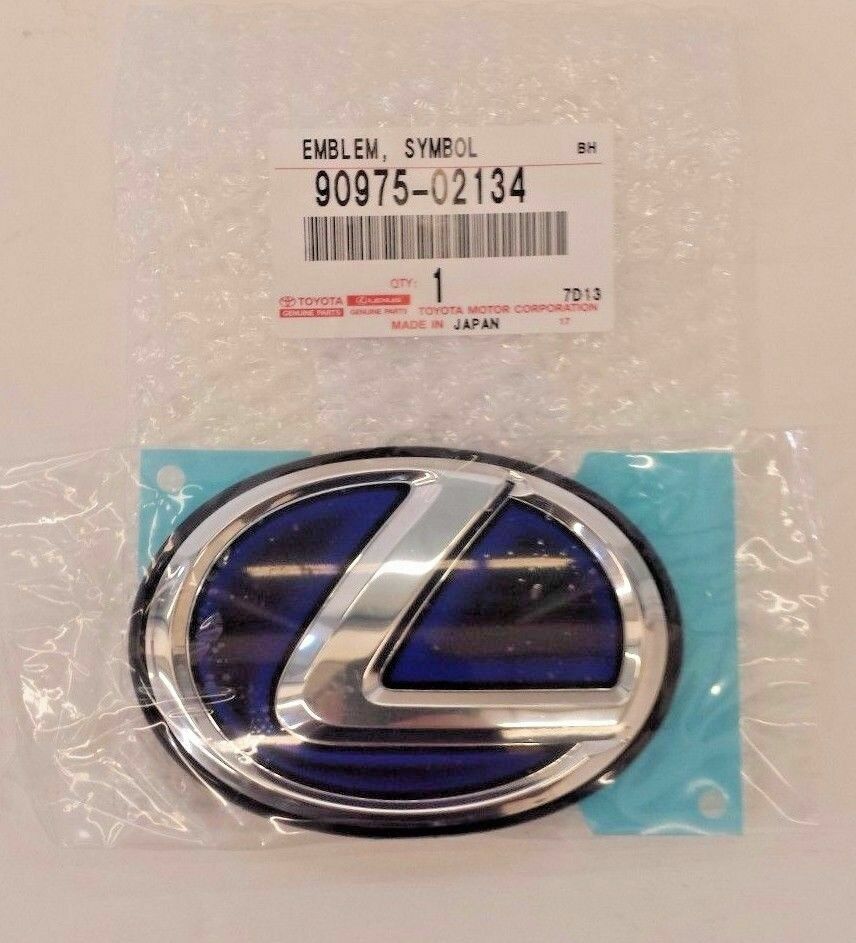 EMBLEM, SYMBOL BH
90975-02134
QTY: 1 7D13
TOYOTA LEXUS TOYOTA MOTOR CORPORATION
GENUINE PARTS GENUINE PARTS
MADE IN JAPAN 17